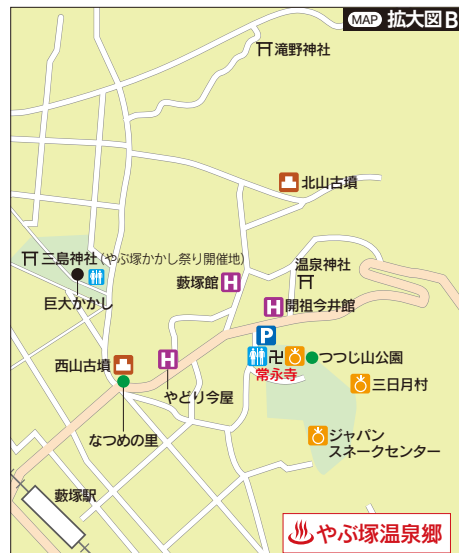 MAP 拡大図B
滝野神社
北山古墳
三島神社(やぶ塚かかし祭り開催地)
温泉神社
藪塚館 H
巨大かかし
H 開祖今井館
P
西山古墳
H
つつじ山公園
常永寺
三日月村
やどり今屋
なつめの里
ジャパン
スネークセンター
藪塚駅
やぶ塚温泉郷